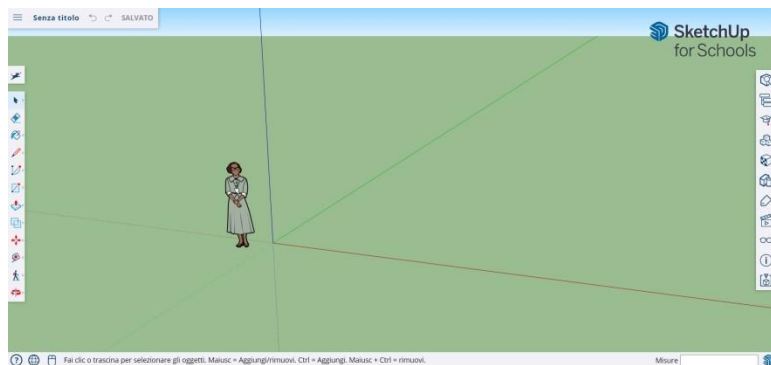 Senza titolo SALVATO
SketchUp
for Schools
Fai clic o trascina per selezionare gli oggetti. Maiusc = Aggiungi/rimuovi. Ctrl = Aggiungi. Maiusc + Ctrl = rimuovi. Misure